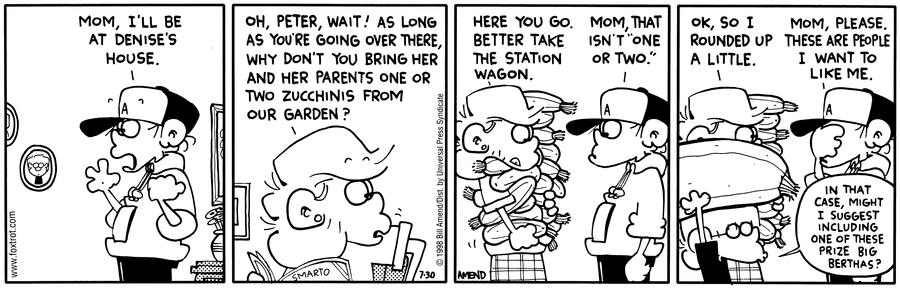 MOM, I'LL BE
AT DENISE'S
HOUSE.
A
www.foxtrot.com
OH, PETER, WAIT! AS LONG
AS YOU'RE GOING OVER THERE,
WHY DON'T YOU BRING HER
AND HER PARENTS ONE OR
TWO ZUCCHINIS FROM
OUR GARDEN?
SMARTO
7-30
© 1998 Bill Amend/Dist. by Universal Press Syndicate
HERE YOU GO.
BETTER TAKE
THE STATION
WAGON.
MOM, THAT
ISN'T "ONE
OR TWO."
A
AMEND
OK, SO I
ROUNDED UP
A LITTLE.
MOM, PLEASE.
THESE ARE PEOPLE
I WANT TO
LIKE ME.
A
IN THAT
CASE, MIGHT
I SUGGEST
INCLUDING
ONE OF THESE
PRIZE BIG
BERTHAS?